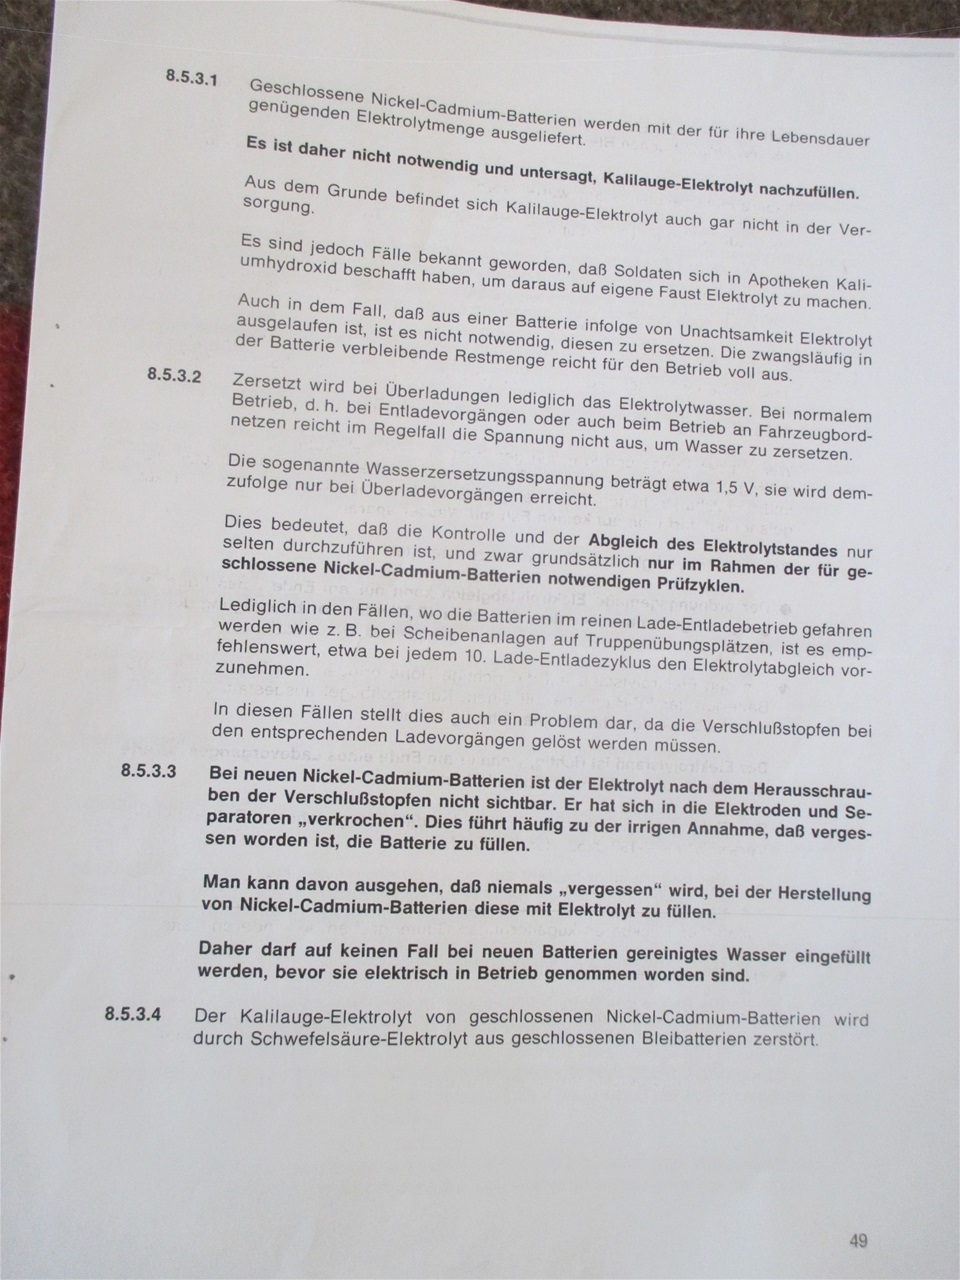 8.5.3.1 Geschlossene Nickel-Cadmium-Batterien werden mit der für ihre Lebensdauer
genügenden Elektrolytmenge ausgeliefert.
Es ist daher nicht notwendig und untersagt, Kalilauge-Elektrolyt nachzufüllen.
Aus dem Grunde befindet sich Kalilauge-Elektrolyt auch gar nicht in der Ver-
sorgung.
Es sind jedoch Fälle bekannt geworden, daß Soldaten sich in Apotheken Kali-
umhydroxid beschafft haben, um daraus auf eigene Faust Elektrolyt zu machen.
Auch in dem Fall, daß aus einer Batterie infolge von Unachtsamkeit Elektrolyt
ausgelaufen ist, ist es nicht notwendig, diesen zu ersetzen. Die zwangsläufig in
der Batterie verbleibende Restmenge reicht für den Betrieb voll aus.
8.5.3.2 Zersetzt wird bei Überladungen lediglich das Elektrolytwasser. Bei normalem
Betrieb, d. h. bei Entladevorgängen oder auch beim Betrieb an Fahrzeugbord-
netzen reicht im Regelfall die Spannung nicht aus, um Wasser zu zersetzen.
Die sogenannte Wasserzersetzungsspannung beträgt etwa 1,5 V, sie wird dem-
zufolge nur bei Überladevorgängen erreicht.
Dies bedeutet, daß die Kontrolle und der Abgleich des Elektrolytstandes nur
selten durchzuführen ist, und zwar grundsätzlich nur im Rahmen der für ge-
schlossene Nickel-Cadmium-Batterien notwendigen Prüfzyklen.
Lediglich in den Fällen, wo die Batterien im reinen Lade-Entladebetrieb gefahren
werden wie z. B. bei Scheibenanlagen auf Truppenübungsplätzen, ist es emp-
fehlenswert, etwa bei jedem 10. Lade-Entladezyklus den Elektrolytabgleich vor-
zunehmen.
In diesen Fällen stellt dies auch ein Problem dar, da die Verschlußstopfen bei
den entsprechenden Ladevorgängen gelöst werden müssen.
8.5.3.3 Bei neuen Nickel-Cadmium-Batterien ist der Elektrolyt nach dem Herausschrau-
ben der Verschlußstopfen nicht sichtbar. Er hat sich in die Elektroden und Se-
paratoren „verkrochen“. Dies führt häufig zu der irrigen Annahme, daß verges-
sen worden ist, die Batterie zu füllen.
Man kann davon ausgehen, daß niemals „vergessen“ wird, bei der Herstellung
von Nickel-Cadmium-Batterien diese mit Elektrolyt zu füllen.
Daher darf auf keinen Fall bei neuen Batterien gereinigtes Wasser eingefüllt
werden, bevor sie elektrisch in Betrieb genommen worden sind.
8.5.3.4 Der Kalilauge-Elektrolyt von geschlossenen Nickel-Cadmium-Batterien wird
durch Schwefelsäure-Elektrolyt aus geschlossenen Bleibatterien zerstört.
49